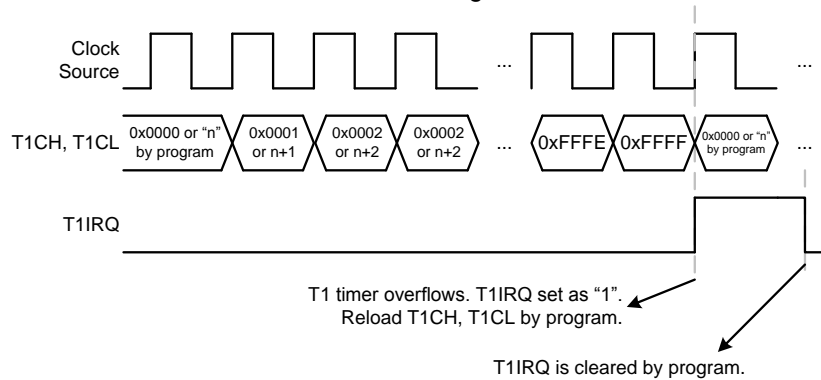 Clock
Source
...
...
T1CH, T1CL
0x0000 or “n”
by program
0x0001
or n+1
0x0002
or n+2
0x0002
or n+2
...
0xFFFE
0xFFFF
0x0000 or “n”
by program
...
T1IRQ
T1 timer overflows. T1IRQ set as “1”.
Reload T1CH, T1CL by program.
T1IRQ is cleared by program.